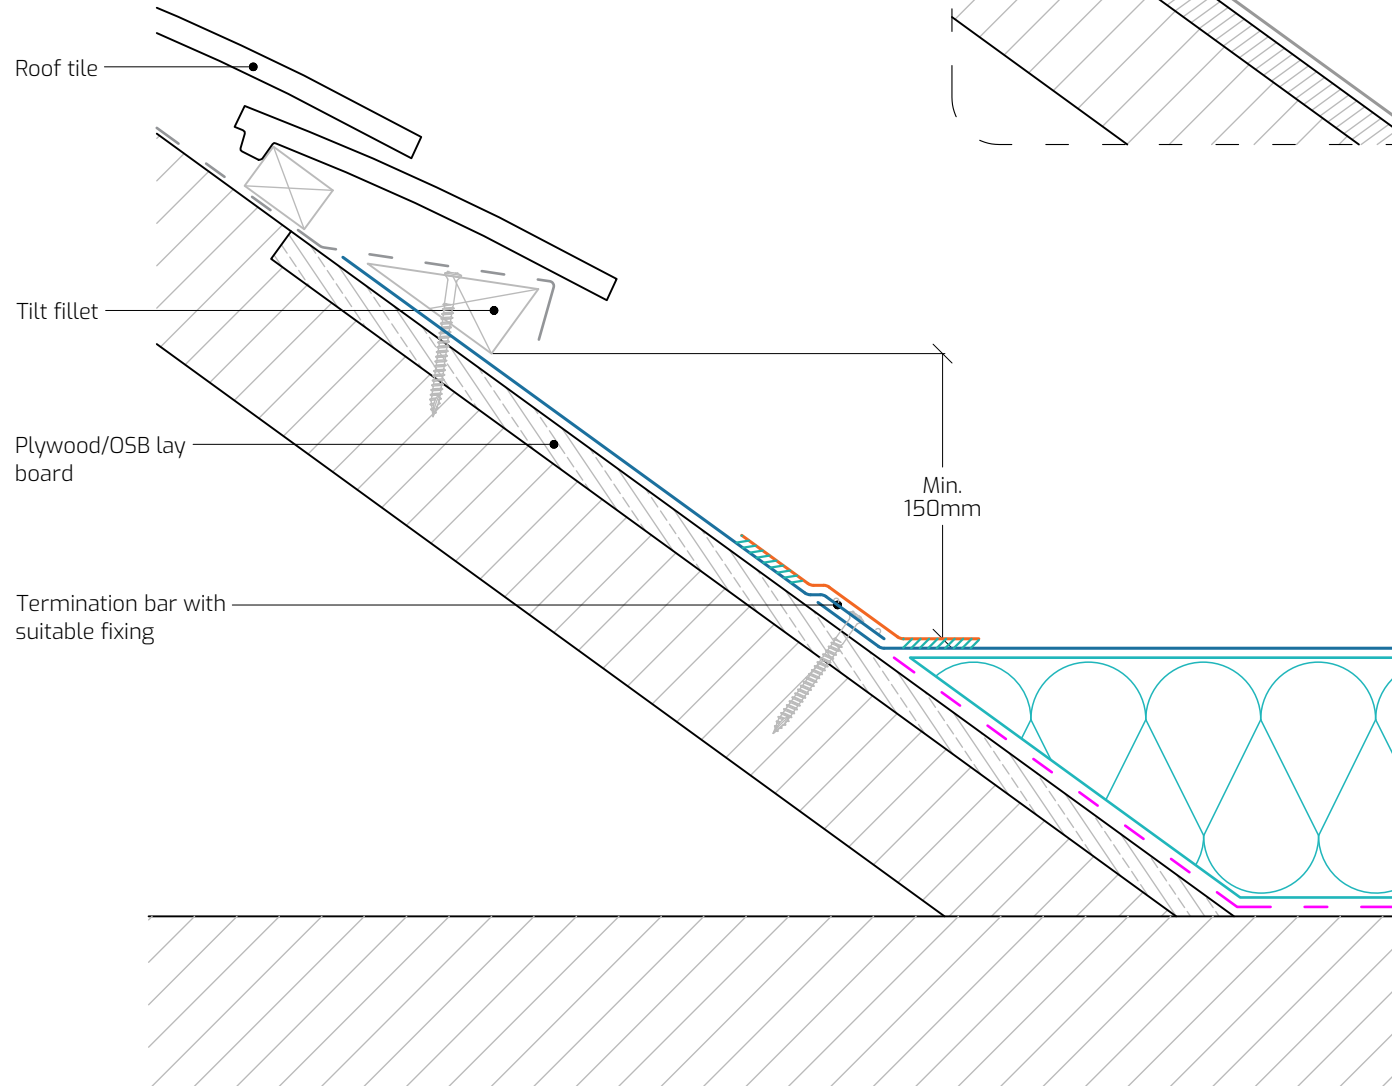 Roof tile
Tilt fillet
Plywood/OSB lay
board
Min.
150mm
Termination bar with
suitable fixing